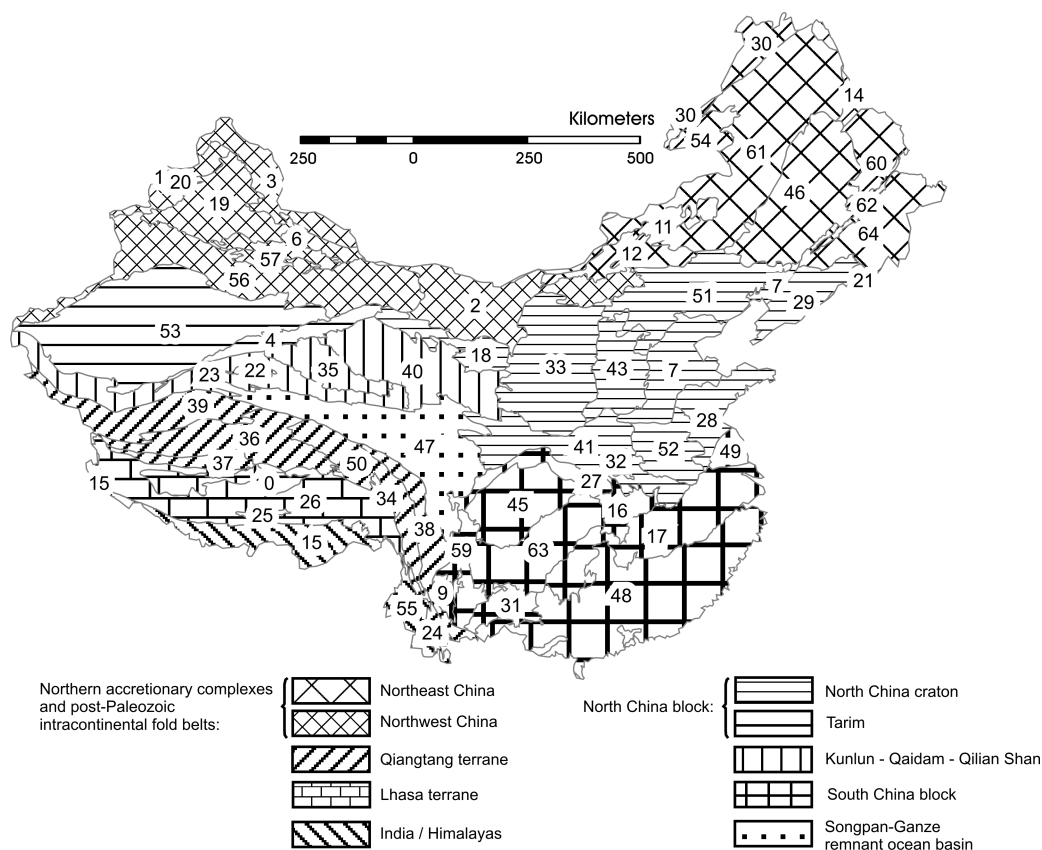 30
14
Kilometers
30
54
250 0 250 500
61
60
1 20 3
46
19
62
11
64
6
12
57
56
21
7
51
29
2
53
4
18
22 35 40 33 43 7
23
39
28
36
47
41
52 49
37
50
32
15
0
27
34
26
45
16
25
38
17
15
59 63
9
48
31
55
24
Northern accretionary complexes
and post-Paleozoic
intracontinental fold belts:
Northeast China
Northwest China
Qiangtang terrane
Lhasa terrane
India / Himalayas
North China block:
North China craton
Tarim
Kunlun - Qaidam - Qilian Shan
South China block
Songpan-Ganze
remnant ocean basin